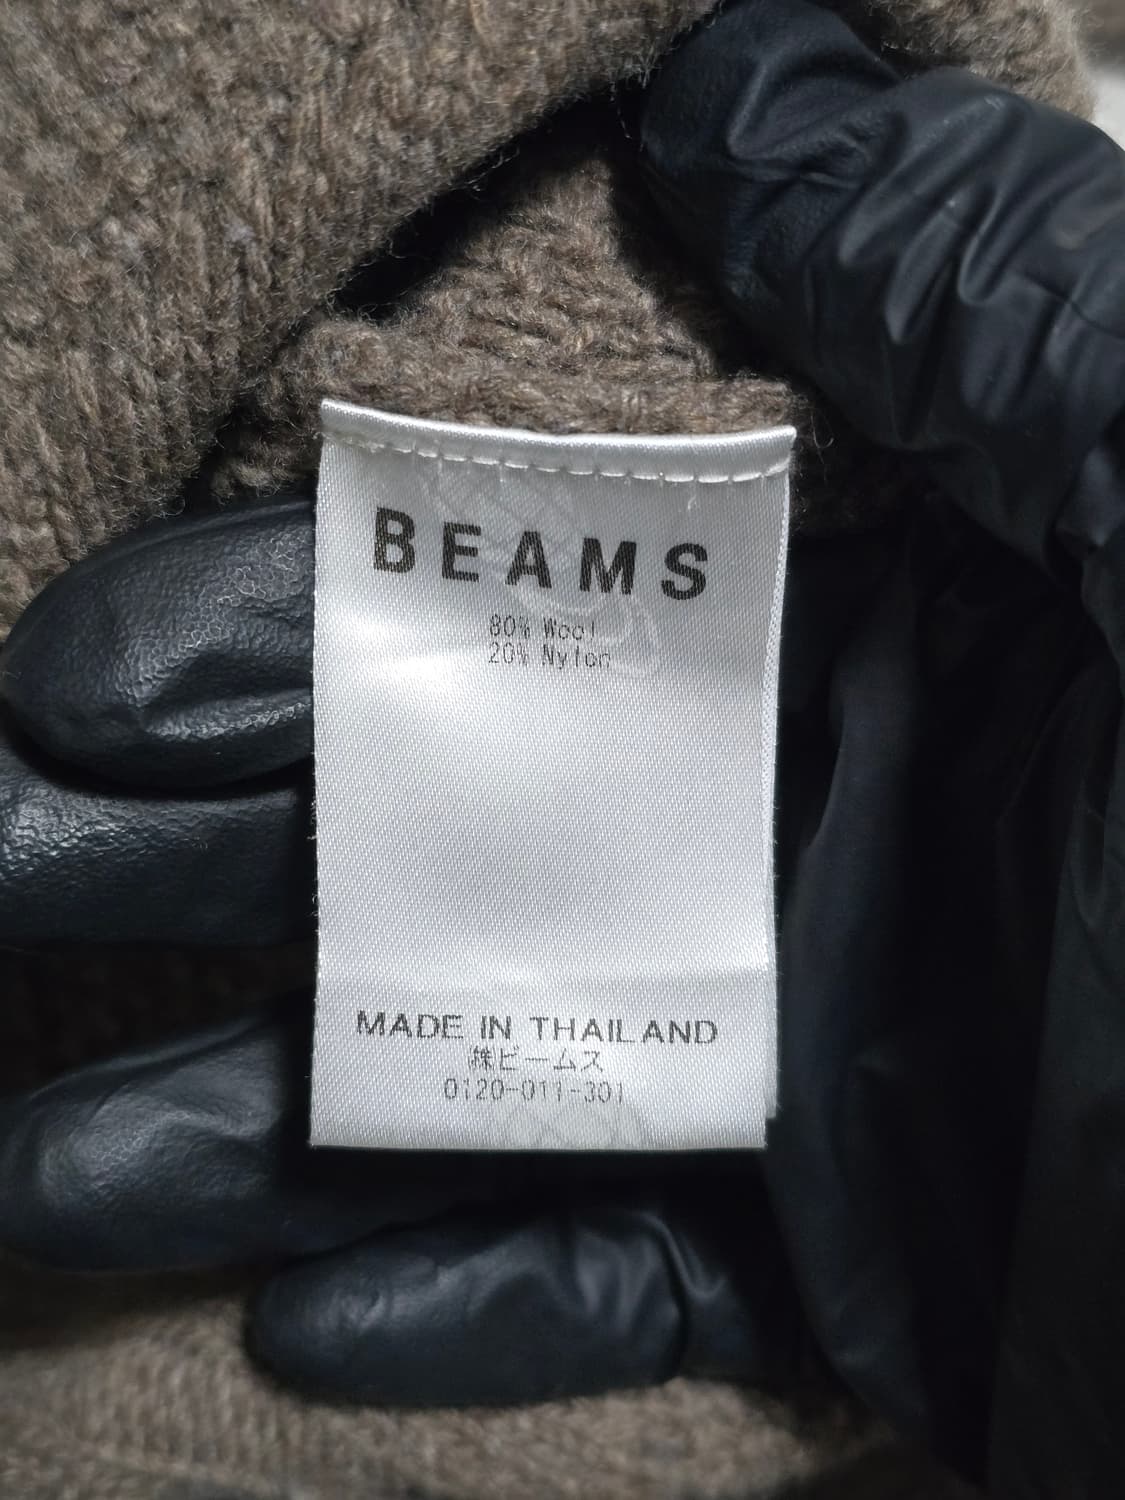 BEAMS
80% Wool
20% Nylon
MADE IN THAILAND
㈱ビームス
0120-011-301